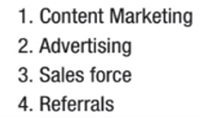 1. Content Marketing
2. Advertising
3. Sales force
4. Referrals